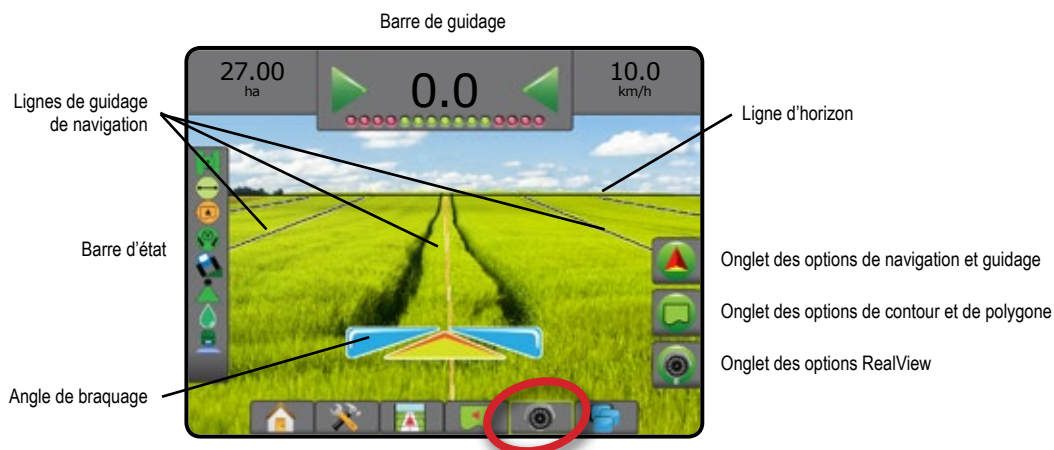 Barre de guidage
27.00
ha
0.0
10.0
km/h
Lignes de guidage
de navigation
Ligne d'horizon
Barre d'état
Onglet des options de navigation et guidage
Onglet des options de contour et de polygone
Onglet des options RealView
Angle de braquage